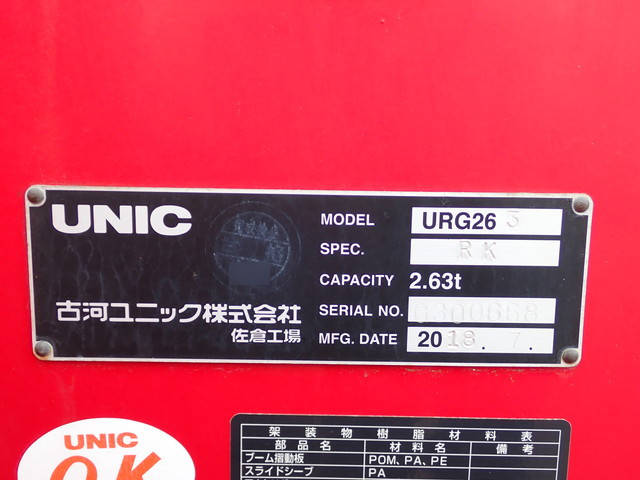 UNIC
MODEL URG263
SPEC. RK
CAPACITY 2.63t
古河ユニック株式会社
佐倉工場
SERIAL NO. G300668
MFG. DATE 2018. 7.
UNIC
OK
架装物樹脂材料表
部品名 材料名 備考
ブーム摺動板 POM, PA, PE
スライドシーブ PA